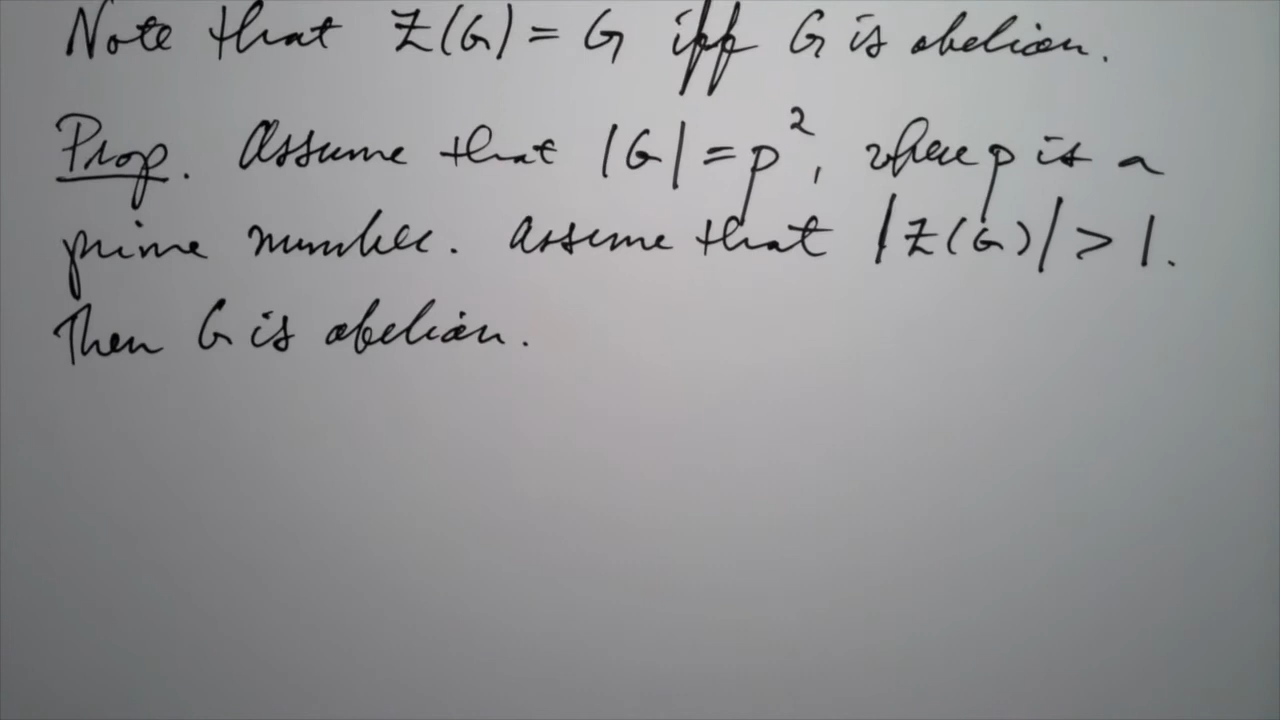 Note that Z(G) = G iff G is abelian.
Prop. Assume that |G| = p², where p is a
prime number. Assume that |Z(G)| > 1.
Then G is abelian.